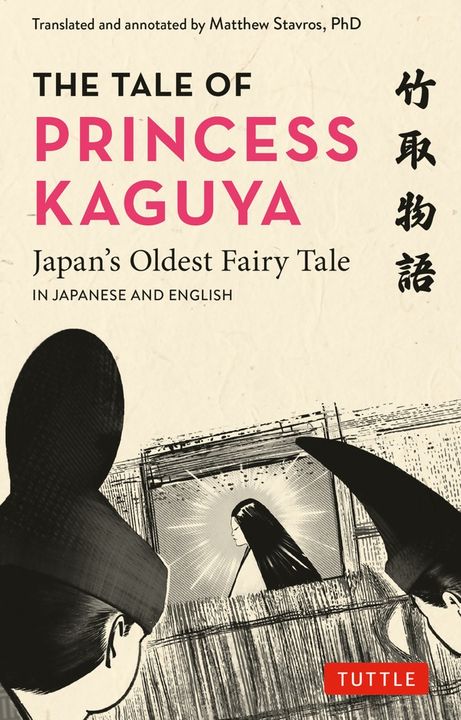 Translated and annotated by Matthew Stavros, PhD
THE TALE OF
PRINCESS
KAGUYA
竹取物語
Japan's Oldest Fairy Tale
IN JAPANESE AND ENGLISH
TUTTLE